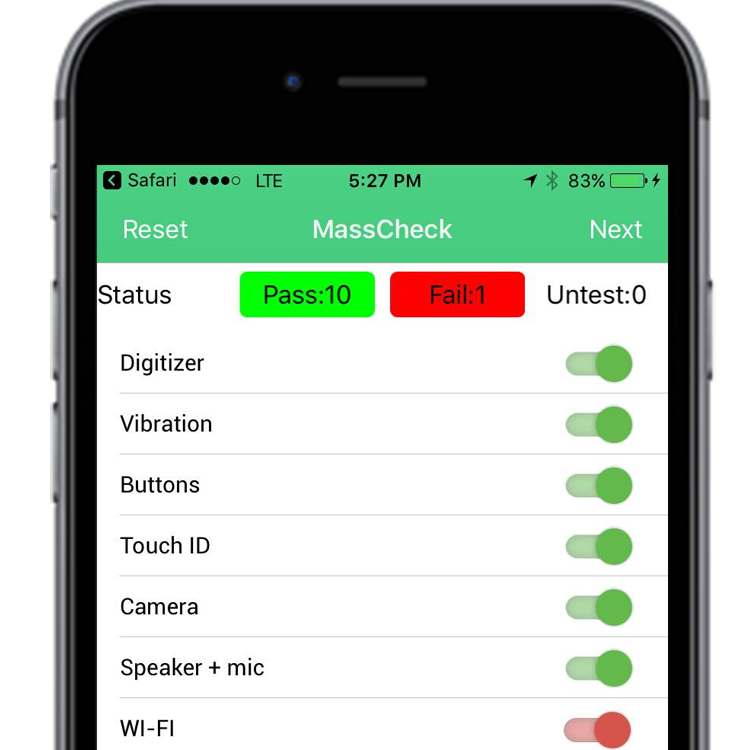 Safari LTE 5:27 PM 83%
Reset MassCheck Next
Status Pass:10 Fail:1 Untest:0
Digitizer
Vibration
Buttons
Touch ID
Camera
Speaker + mic
WI-FI